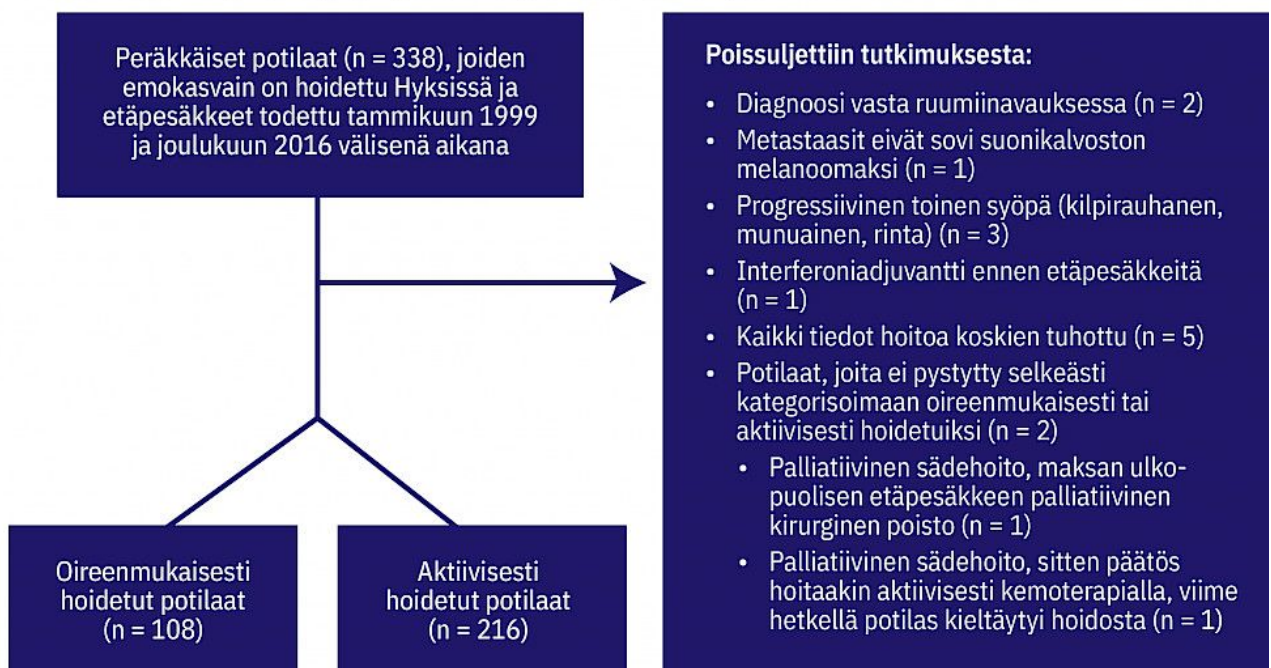 Peräkkäiset potilaat (n = 338), joiden
emokasvain on hoidettu Hyksissä ja
etäpesäkkeet todettu tammikuun 1999
ja joulukuun 2016 välisenä aikana
Poissuljettiin tutkimuksesta:
• Diagnoosi vasta ruumiinavauksessa (n = 2)
• Metastaasit eivät sovi suonikalvoston
melanoomaksi (n = 1)
• Progressiivinen toinen syöpä (kilpirauhanen,
munuainen, rinta) (n = 3)
• Interferoniadjuvantti ennen etäpesäkkeitä
(n = 1)
• Kaikki tiedot hoitoa koskien tuhottu (n = 5)
• Potilaat, joita ei pystytty selkeästi
kategorisoimaan oireenmukaisesti tai
aktiivisesti hoidetuiksi (n = 2)
• Palliatiivinen sädehoito, maksan ulko-
puolisen etäpesäkkeen palliatiivinen
kirurginen poisto (n = 1)
• Palliatiivinen sädehoito, sitten päätös
hoitaakin aktiivisesti kemoterapialla, viime
hetkellä potilas kieltäytyi hoidosta (n = 1)
Oireenmukaisesti
hoidetut potilaat
(n = 108)
Aktiivisesti
hoidetut potilaat
(n = 216)